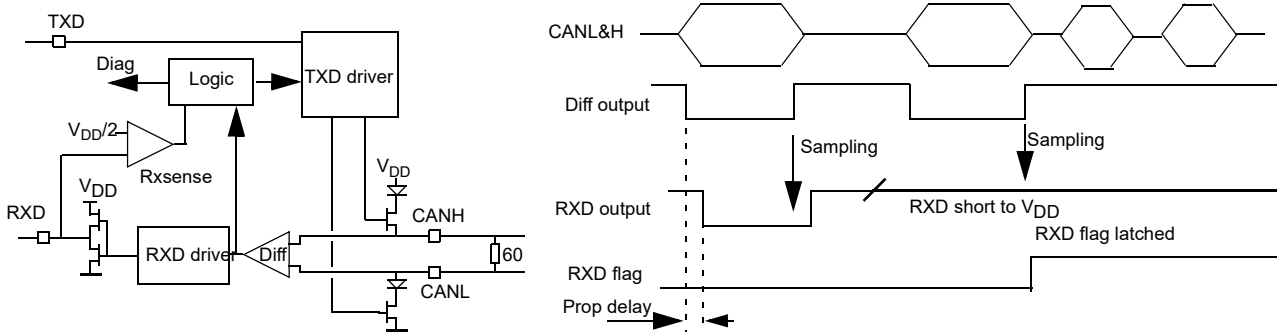 TXD
Diag
Logic
TXD driver
VDD/2
Rxsense
VDD
VDD
RXD
CANH
RXD driver
Diff
60
CANL
CANL&H
Diff output
Sampling
Sampling
RXD output
RXD short to VDD
RXD flag latched
RXD flag
Prop delay